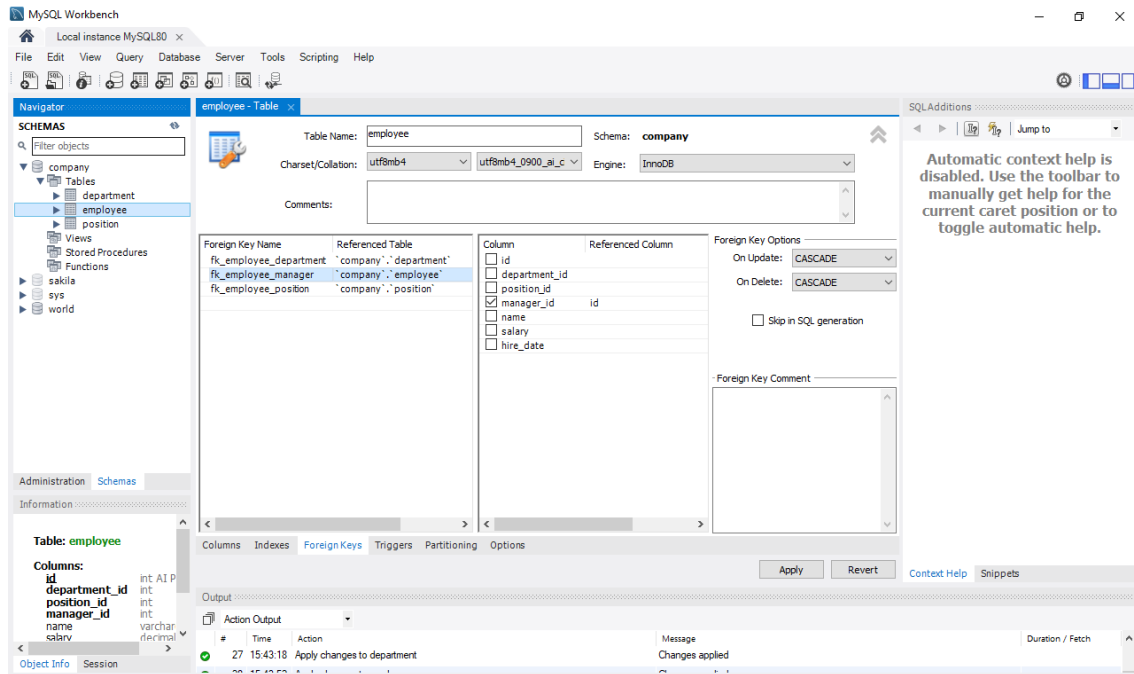 MySQL Workbench
Local instance MySQL80
File Edit View Query Database Server Tools Scripting Help
Navigator
SCHEMAS
Filter objects
company
Tables
department
employee
position
Views
Stored Procedures
Functions
sakila
sys
world
Administration Schemas
Information
Table: employee
Columns:
id int AI P
department_id int
position_id int
manager_id int
name varchar
salary decimal
Object Info Session
employee - Table
Table Name: employee Schema: company
Charset/Collation: utf8mb4 utf8mb4_0900_ai_c Engine: InnoDB
Comments:
Foreign Key Name Referenced Table
fk_employee_department `company`.`department`
fk_employee_manager `company`.`employee`
fk_employee_position `company`.`position`
Column Referenced Column
id
department_id
position_id
manager_id id
name
salary
hire_date
Foreign Key Options
On Update: CASCADE
On Delete: CASCADE
Skip in SQL generation
Foreign Key Comment
Columns Indexes Foreign Keys Triggers Partitioning Options
Apply Revert
Output
Action Output
# Time Action Message Duration / Fetch
27 15:43:18 Apply changes to department Changes applied
SQLAdditions
Jump to
Automatic context help is
disabled. Use the toolbar to
manually get help for the
current caret position or to
toggle automatic help.
Context Help Snippets